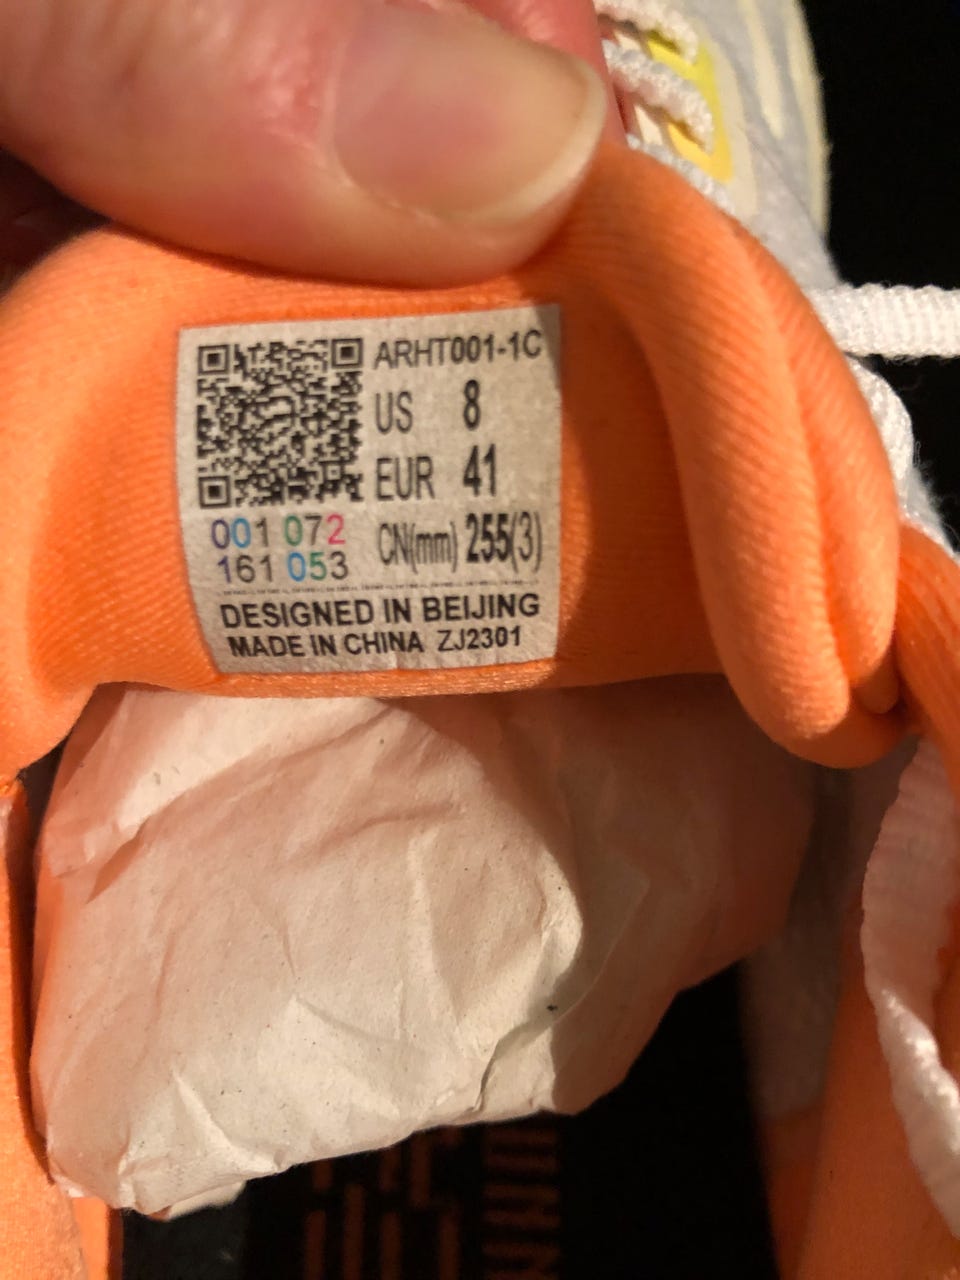 ARHT001-1C
US 8
EUR 41
CN(mm) 255(3)
001 072
161 053
DESIGNED IN BEIJING
MADE IN CHINA ZJ2301